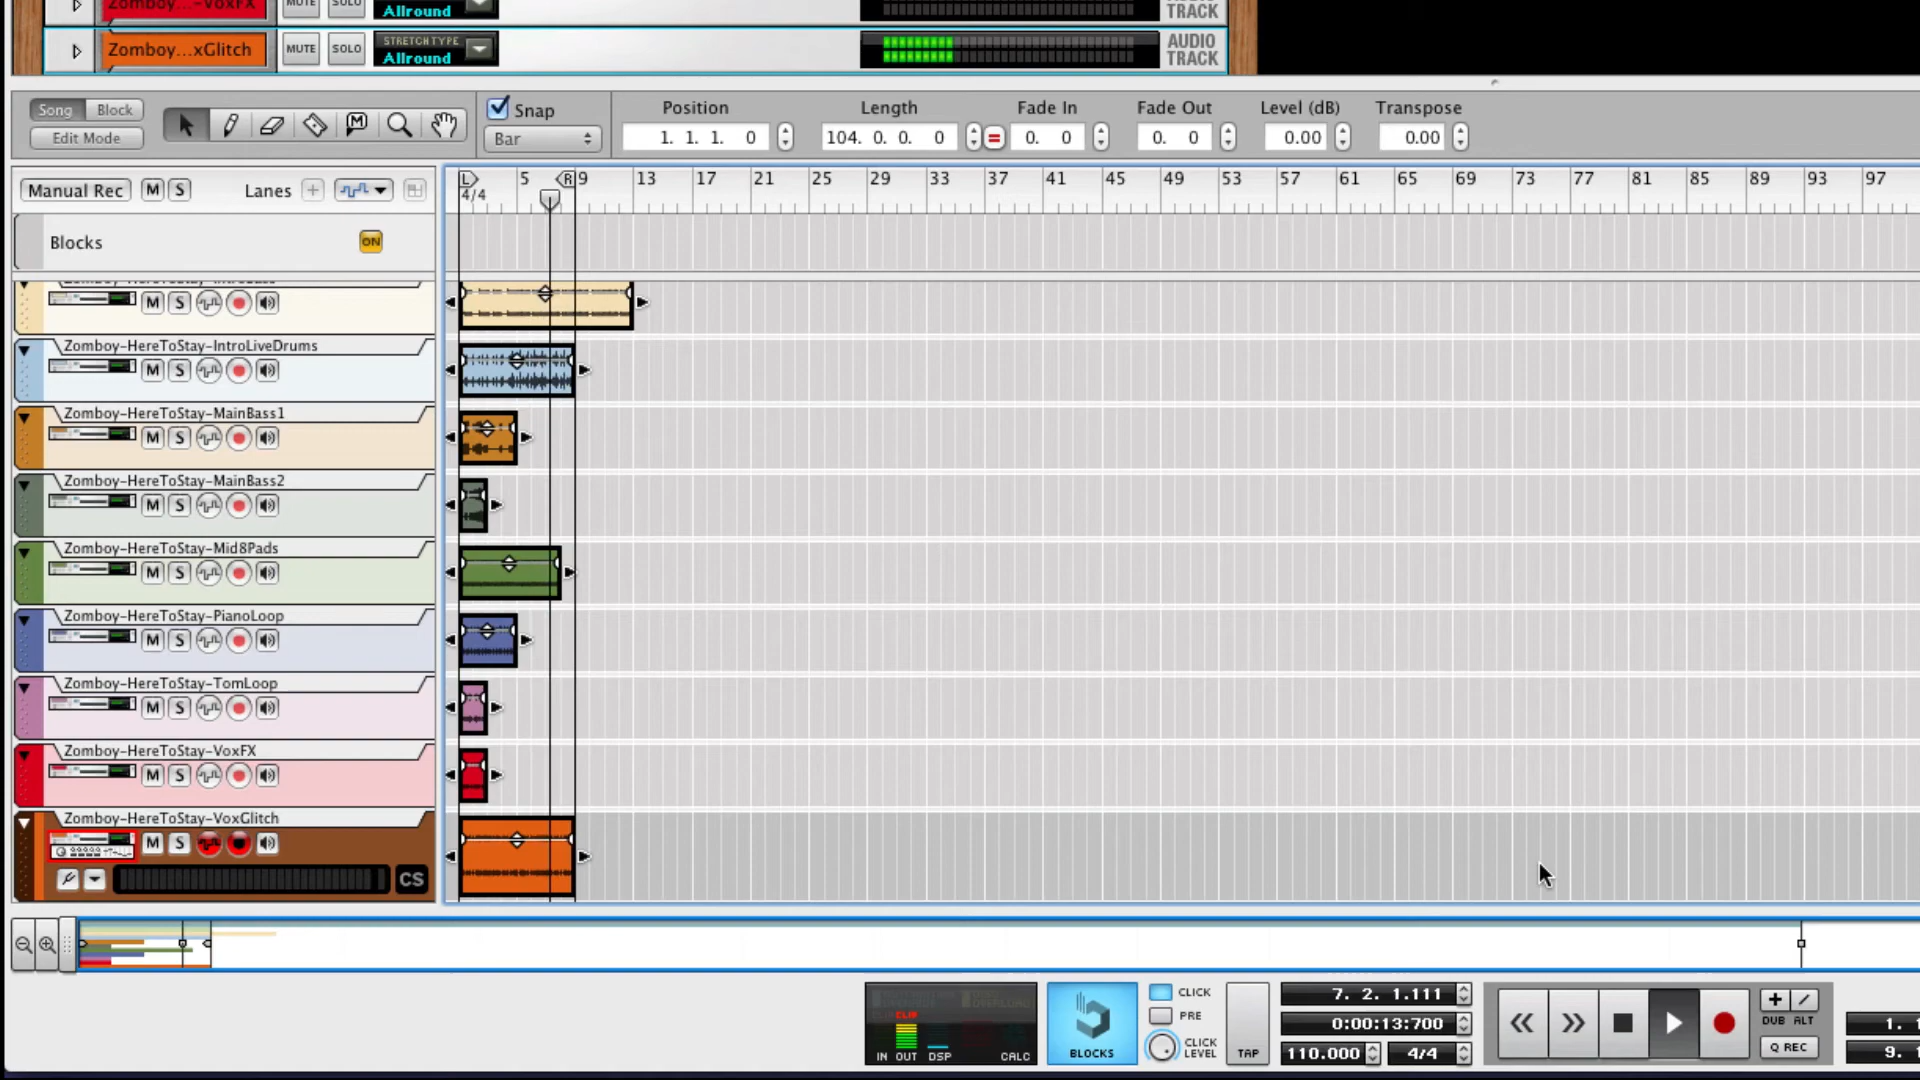 Zomboy...-VoxFX MUTE SOLO Allround AUDIO TRACK
Zomboy...xGlitch MUTE SOLO STRETCH TYPE Allround AUDIO TRACK
Song Block Edit Mode
Snap Bar
Position 1. 1. 1. 0
Length 104. 0. 0. 0
Fade In 0. 0
Fade Out 0. 0
Level (dB) 0.00
Transpose 0.00
Manual Rec M S Lanes
L R 4/4
5 9 13 17 21 25 29 33 37 41 45 49 53 57 61 65 69 73 77 81 85 89 93 97
Blocks ON
M S
Zomboy-HereToStay-IntroLiveDrums
M S
Zomboy-HereToStay-MainBass1
M S
Zomboy-HereToStay-MainBass2
M S
Zomboy-HereToStay-Mid8Pads
M S
Zomboy-HereToStay-PianoLoop
M S
Zomboy-HereToStay-TomLoop
M S
Zomboy-HereToStay-VoxFX
M S
Zomboy-HereToStay-VoxGlitch
M S
CS
CLIP
IN OUT DSP CALC
BLOCKS
CLICK
PRE
CLICK LEVEL
TAP
7. 2. 1.111
0:00:13:700
110.000 4/4
DUB ALT
Q REC
1. 1
9. 1